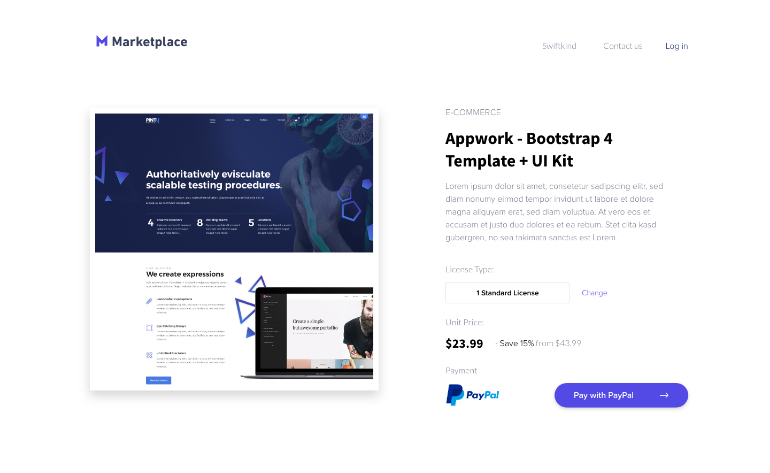 Marketplace
Swiftkind
Contact us
Log in
E-COMMERCE
Appwork - Bootstrap 4
Template + UI Kit
Lorem ipsum dolor sit amet, consetetur sadipscing elitr, sed
diam nonumy eirmod tempor invidunt ut labore et dolore
magna aliquyam erat, sed diam voluptua. At vero eos et
accusam et justo duo dolores et ea rebum. Stet clita kasd
gubergren, no sea takimata sanctus est Lorem
License Type:
1 Standard License
Change
Unit Price:
$23.99
- Save 15% from $43.99
Payment
PayPal
Pay with PayPal
Authoritatively evisculate
scalable testing procedures.
4
8
5
We create expressions
Create a simple
but awesome portfolio